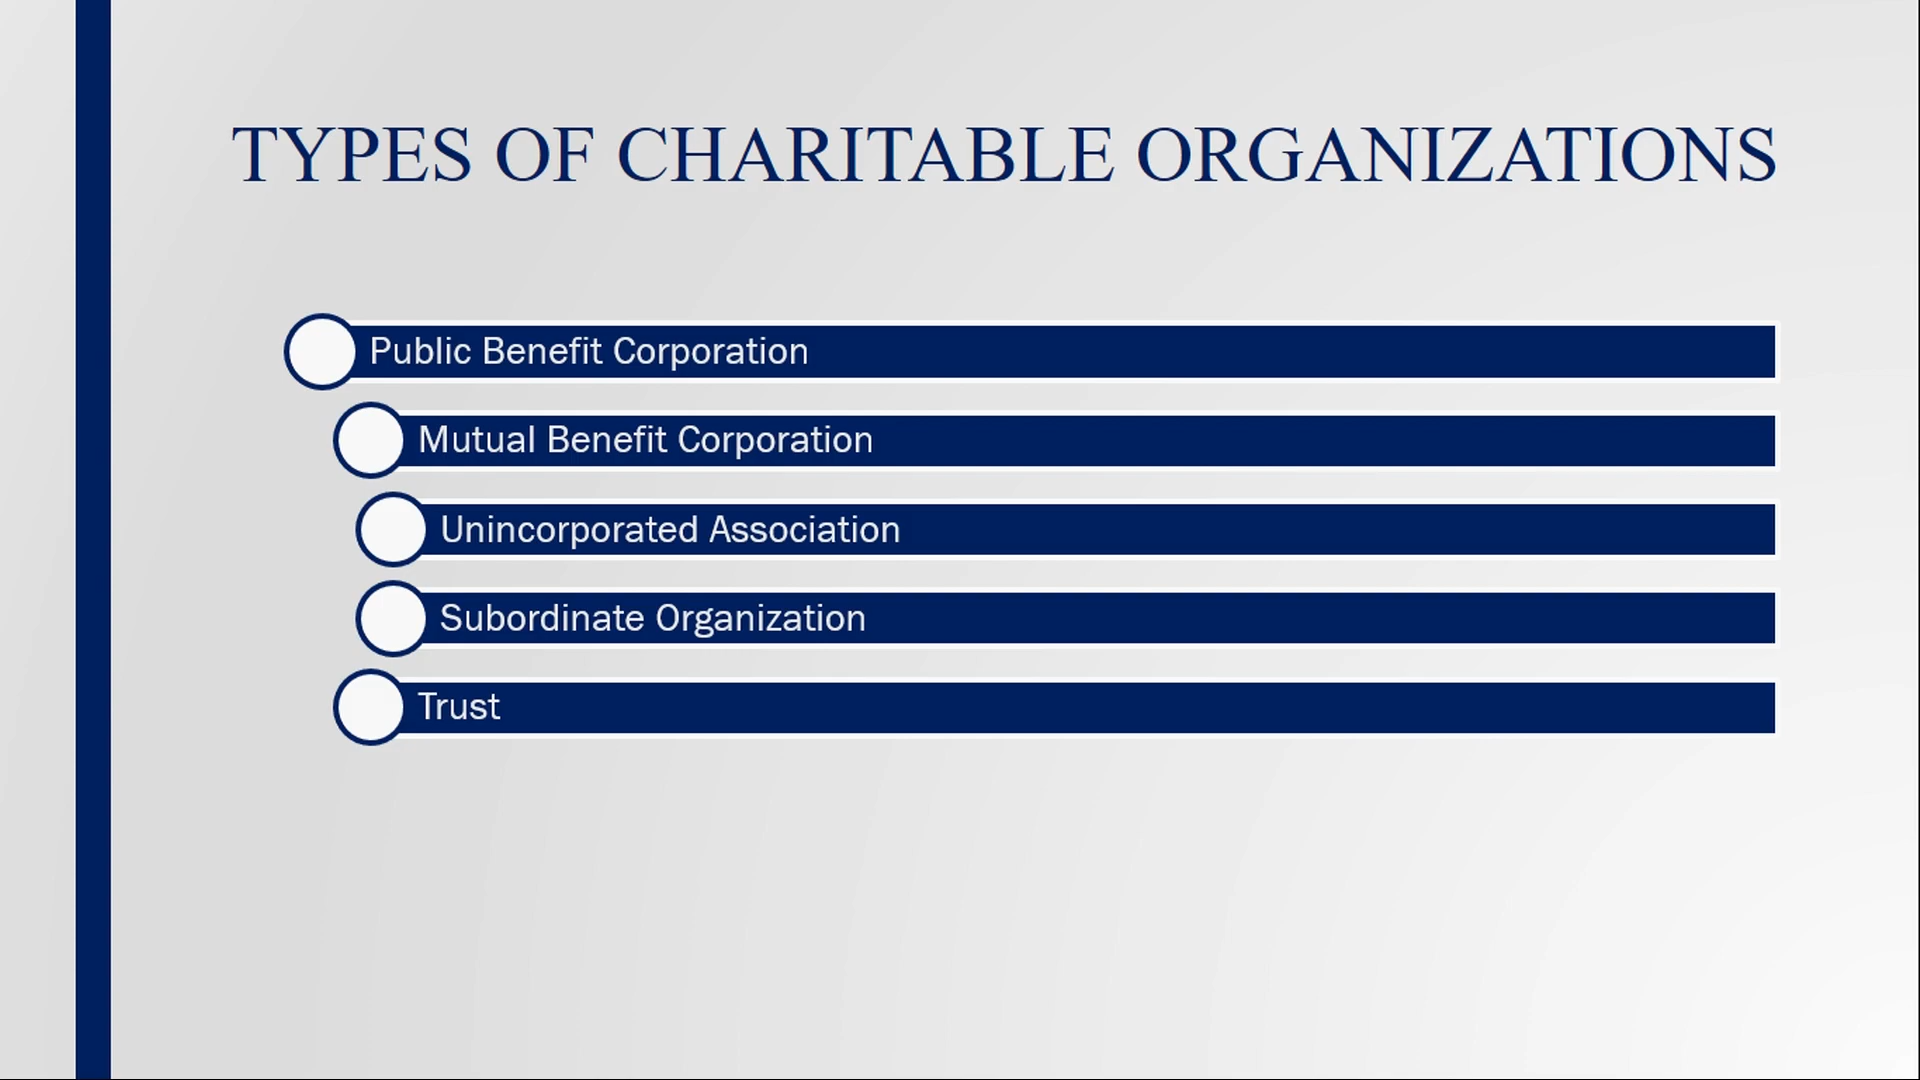 TYPES OF CHARITABLE ORGANIZATIONS
Public Benefit Corporation
Mutual Benefit Corporation
Unincorporated Association
Subordinate Organization
Trust